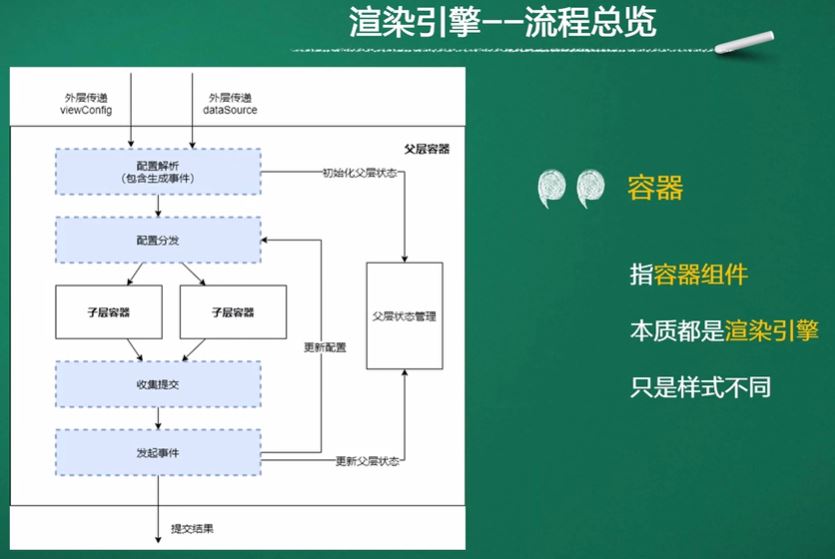 渲染引擎--流程总览
外层传递
viewConfig
外层传递
dataSource
父层容器
配置解析
（包含生成事件）
初始化父层状态
配置分发
子层容器
子层容器
父层状态管理
更新配置
收集提交
发起事件
更新父层状态
提交结果
容器
指容器组件
本质都是渲染引擎
只是样式不同